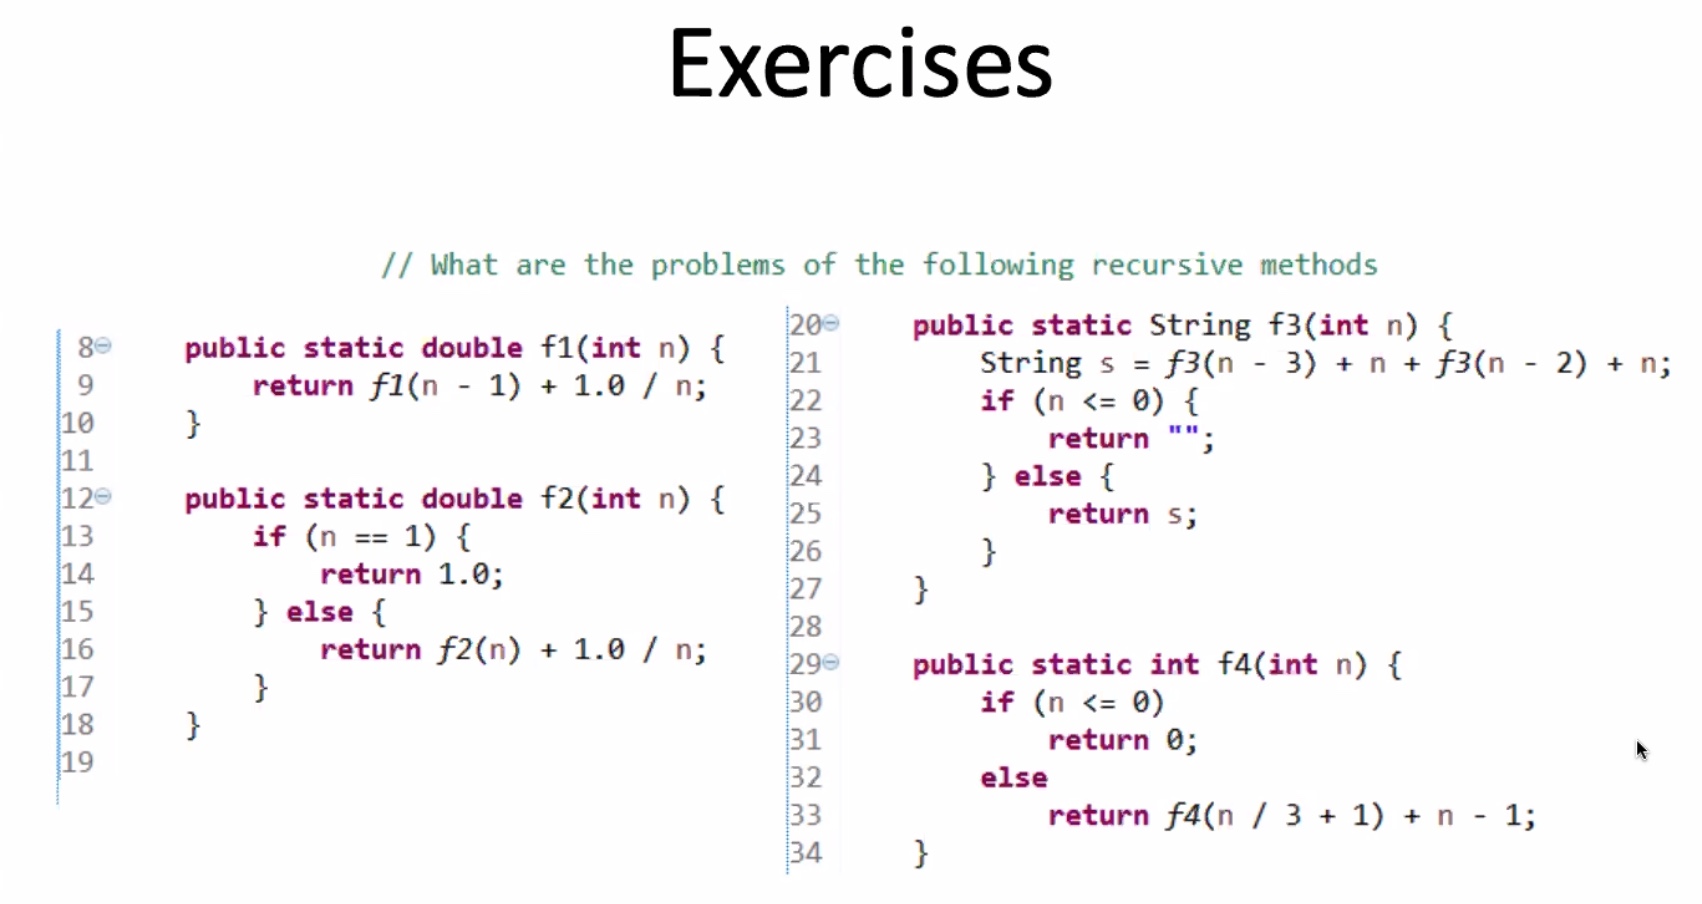 Exercises
// What are the problems of the following recursive methods
8 public static double f1(int n) {
9 return f1(n - 1) + 1.0 / n;
10 }
11
12 public static double f2(int n) {
13 if (n == 1) {
14 return 1.0;
15 } else {
16 return f2(n) + 1.0 / n;
17 }
18 }
19
20 public static String f3(int n) {
21 String s = f3(n - 3) + n + f3(n - 2) + n;
22 if (n <= 0) {
23 return "";
24 } else {
25 return s;
26 }
27 }
28
29 public static int f4(int n) {
30 if (n <= 0)
31 return 0;
32 else
33 return f4(n / 3 + 1) + n - 1;
34 }